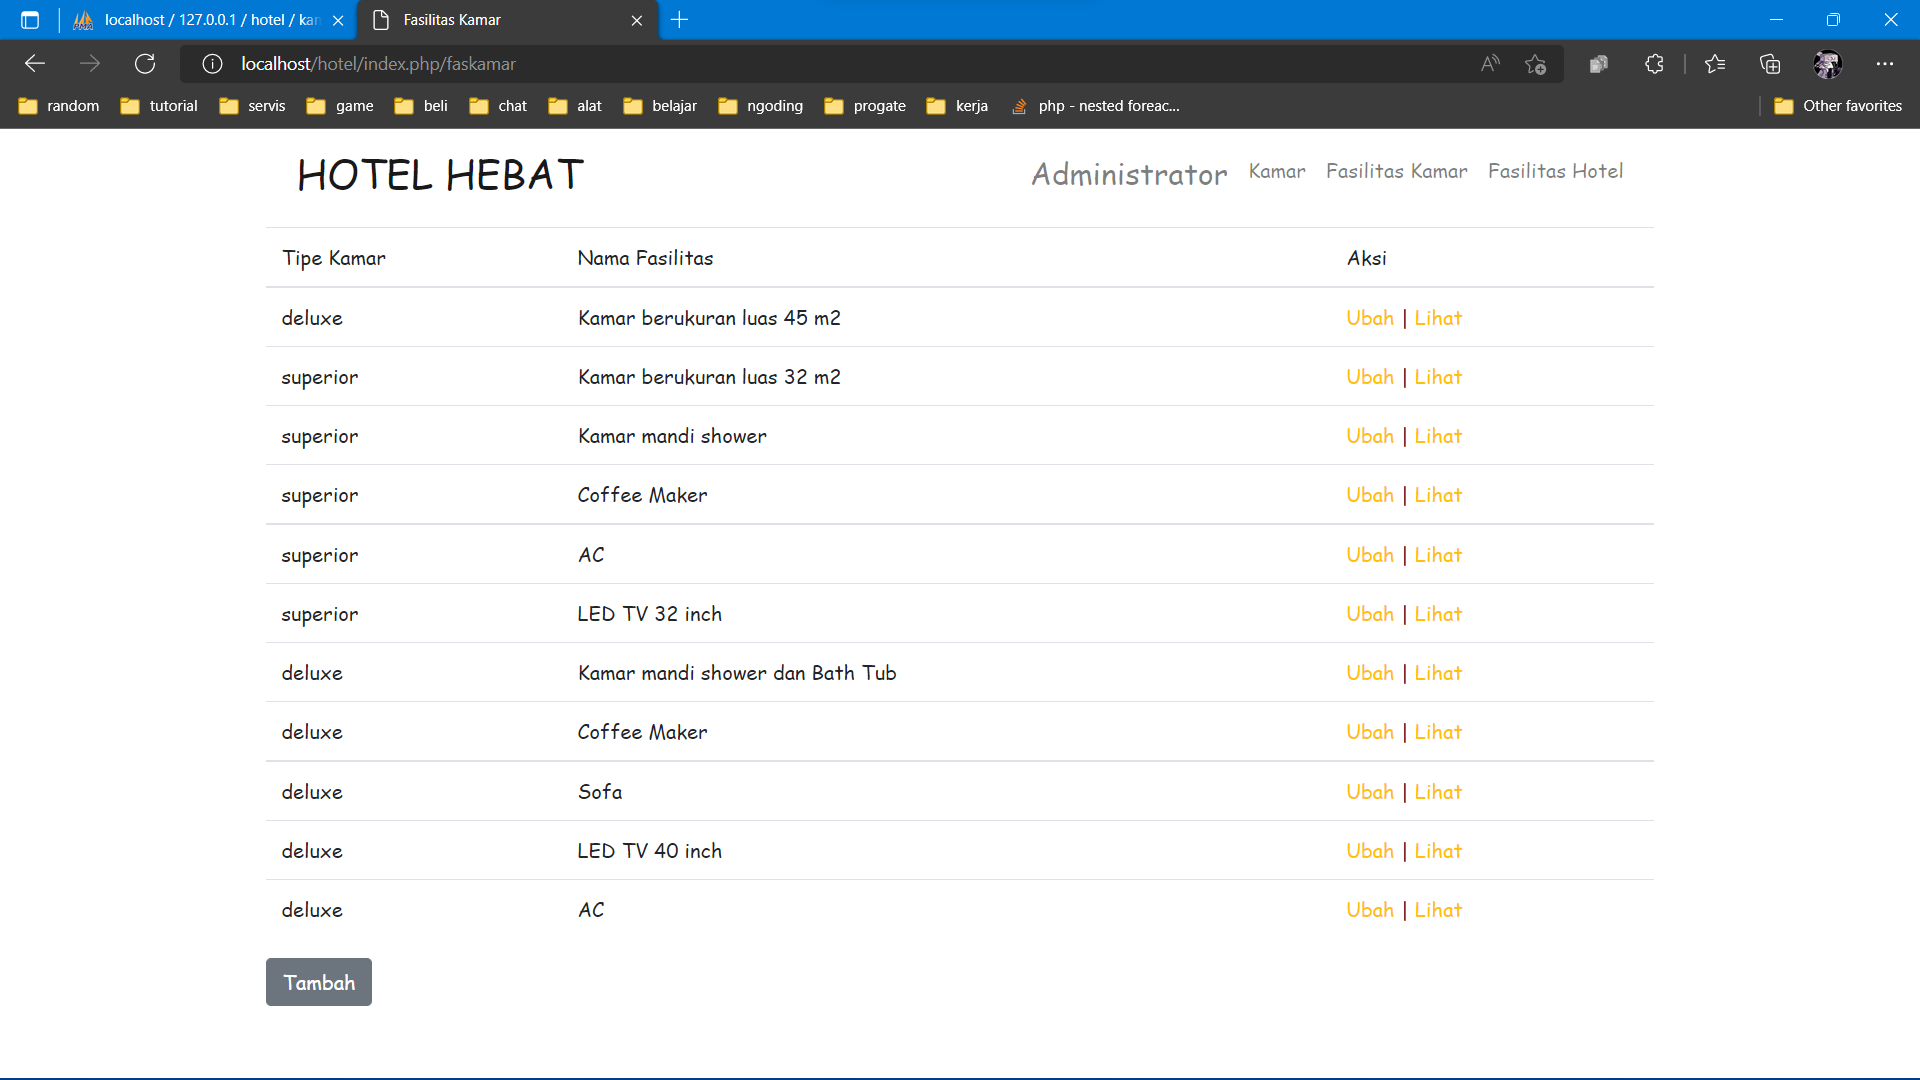 localhost / 127.0.0.1 / hotel / kan
Fasilitas Kamar
localhost/hotel/index.php/faskamar
random tutorial servis game beli chat alat belajar ngoding progate kerja php - nested foreac... Other favorites
HOTEL HEBAT
Administrator Kamar Fasilitas Kamar Fasilitas Hotel
Tipe Kamar Nama Fasilitas Aksi
deluxe Kamar berukuran luas 45 m2 Ubah | Lihat
superior Kamar berukuran luas 32 m2 Ubah | Lihat
superior Kamar mandi shower Ubah | Lihat
superior Coffee Maker Ubah | Lihat
superior AC Ubah | Lihat
superior LED TV 32 inch Ubah | Lihat
deluxe Kamar mandi shower dan Bath Tub Ubah | Lihat
deluxe Coffee Maker Ubah | Lihat
deluxe Sofa Ubah | Lihat
deluxe LED TV 40 inch Ubah | Lihat
deluxe AC Ubah | Lihat
Tambah